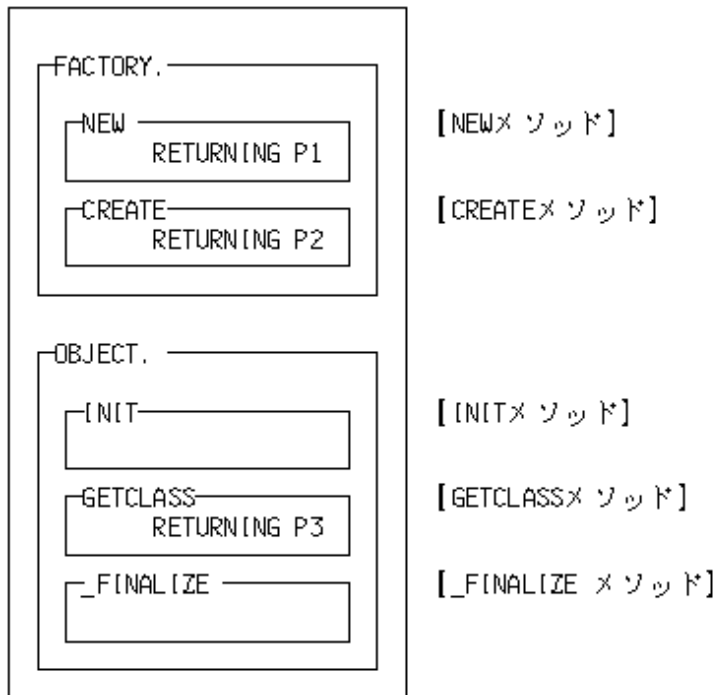 FACTORY.
NEW [NEWメソッド]
RETURNING P1
CREATE [CREATEメソッド]
RETURNING P2
OBJECT.
INIT [INITメソッド]
GETCLASS [GETCLASSメソッド]
RETURNING P3
_FINALIZE [_FINALIZE メソッド]